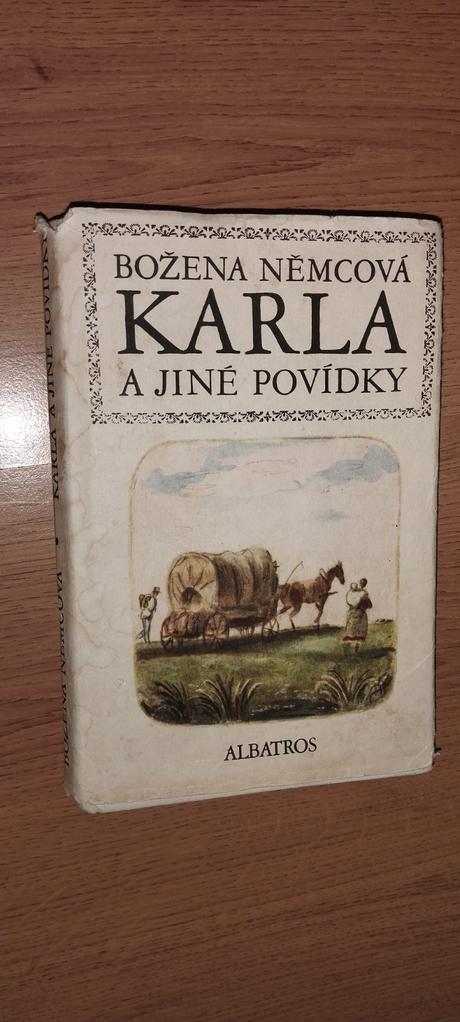 BOŽENA NĚMCOVÁ
KARLA
A JINÉ POVÍDKY
ALBATROS
BOŽENA NĚMCOVÁ • KARLA A JINÉ POVÍDKY